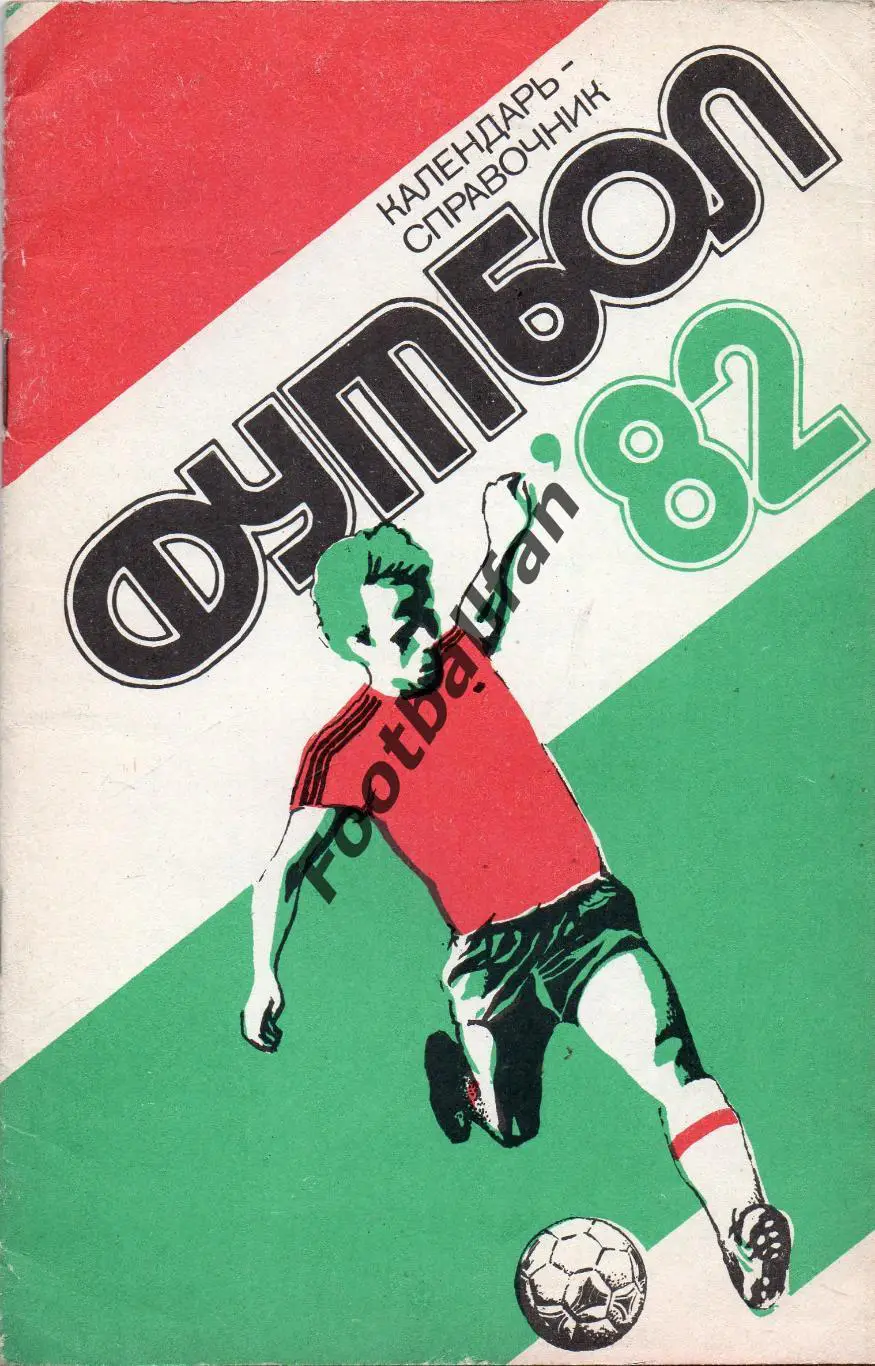 КАЛЕНДАРЬ-
СПРАВОЧНИК
ФУТБОЛ
'82
Footballfan